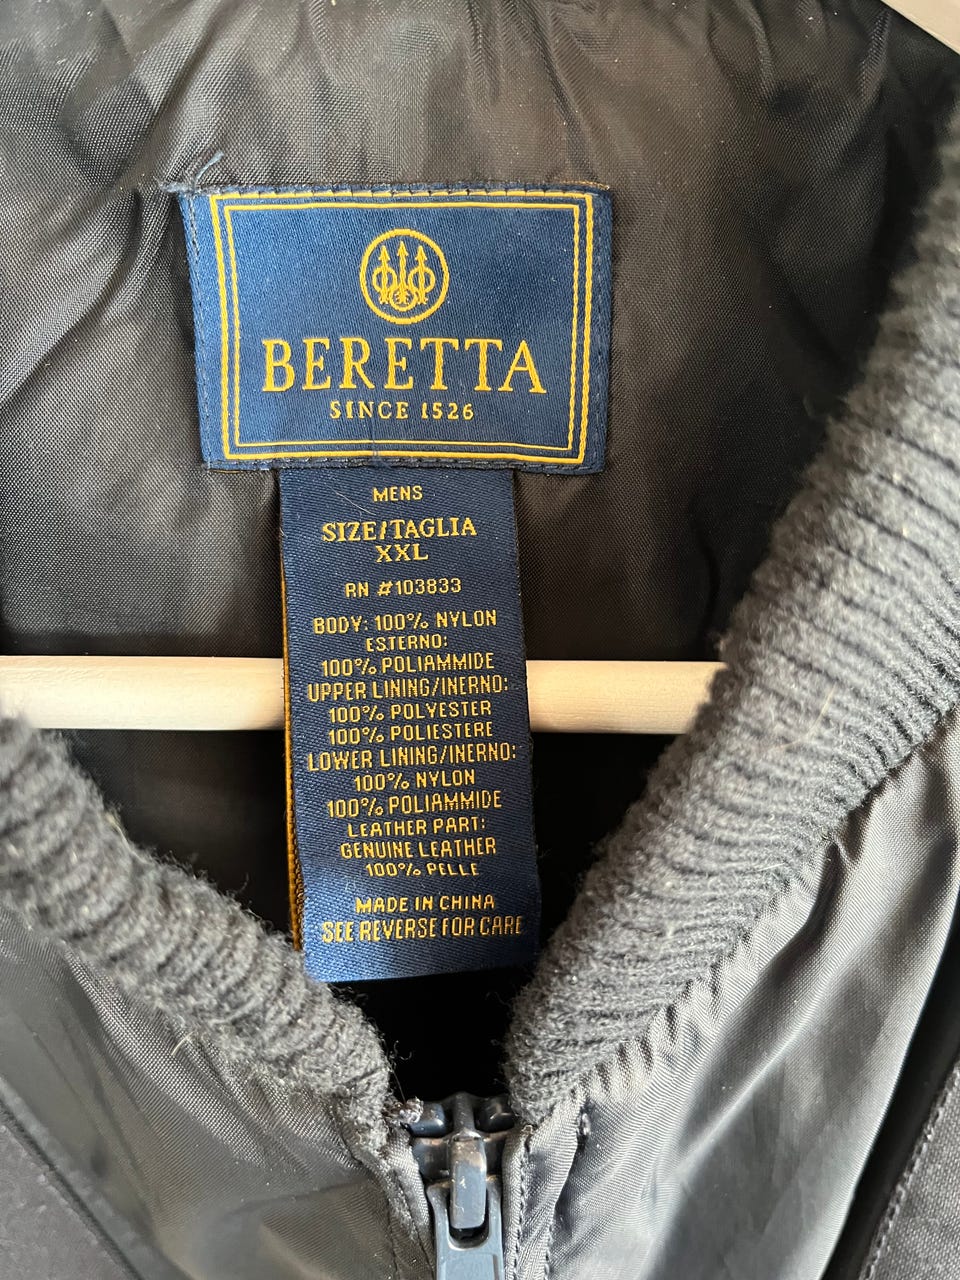 BERETTA
SINCE 1526
MENS
SIZE/TAGLIA
XXL
RN #103833
BODY: 100% NYLON
ESTERNO:
100% POLIAMMIDE
UPPER LINING/INERNO:
100% POLYESTER
100% POLIESTERE
LOWER LINING/INERNO:
100% NYLON
100% POLIAMMIDE
LEATHER PART:
GENUINE LEATHER
100% PELLE
MADE IN CHINA
SEE REVERSE FOR CARE